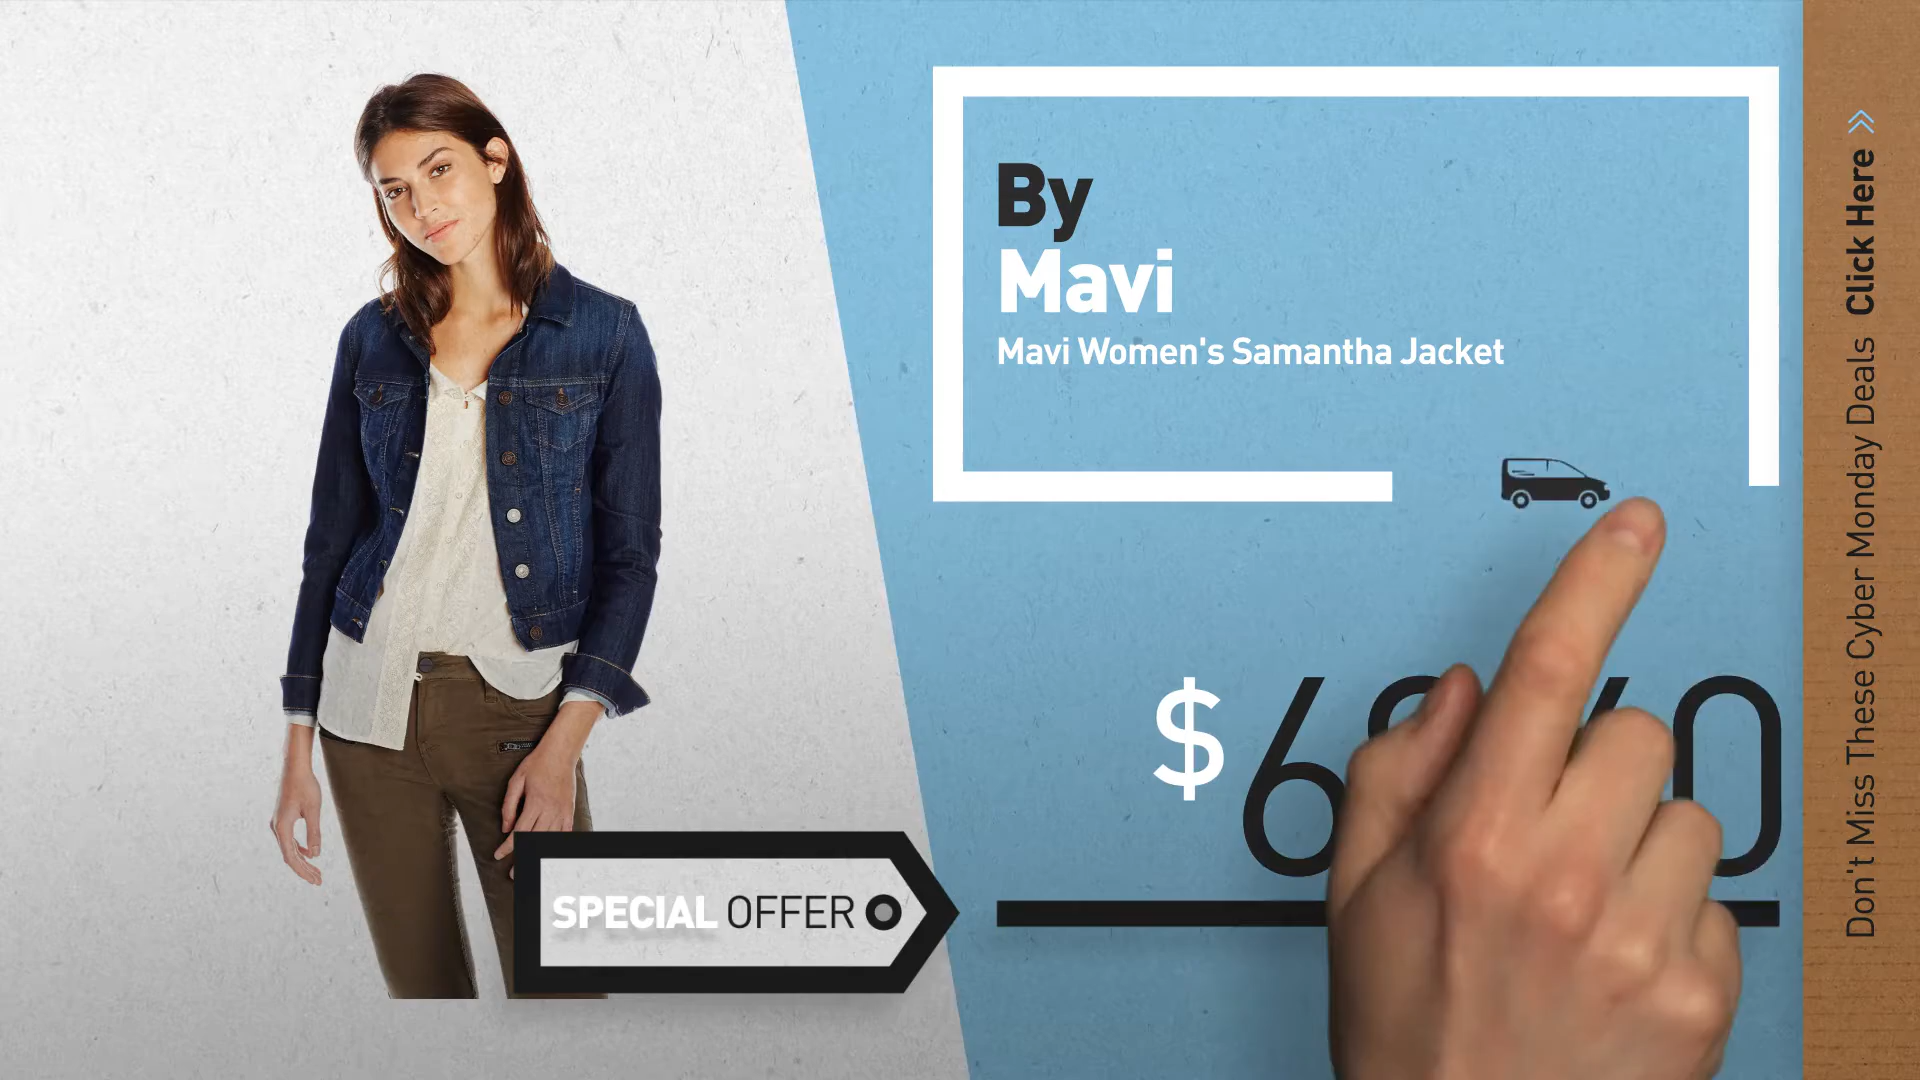 By
Mavi
Mavi Women's Samantha Jacket
$
SPECIAL OFFER
Don't Miss These Cyber Monday Deals Click Here